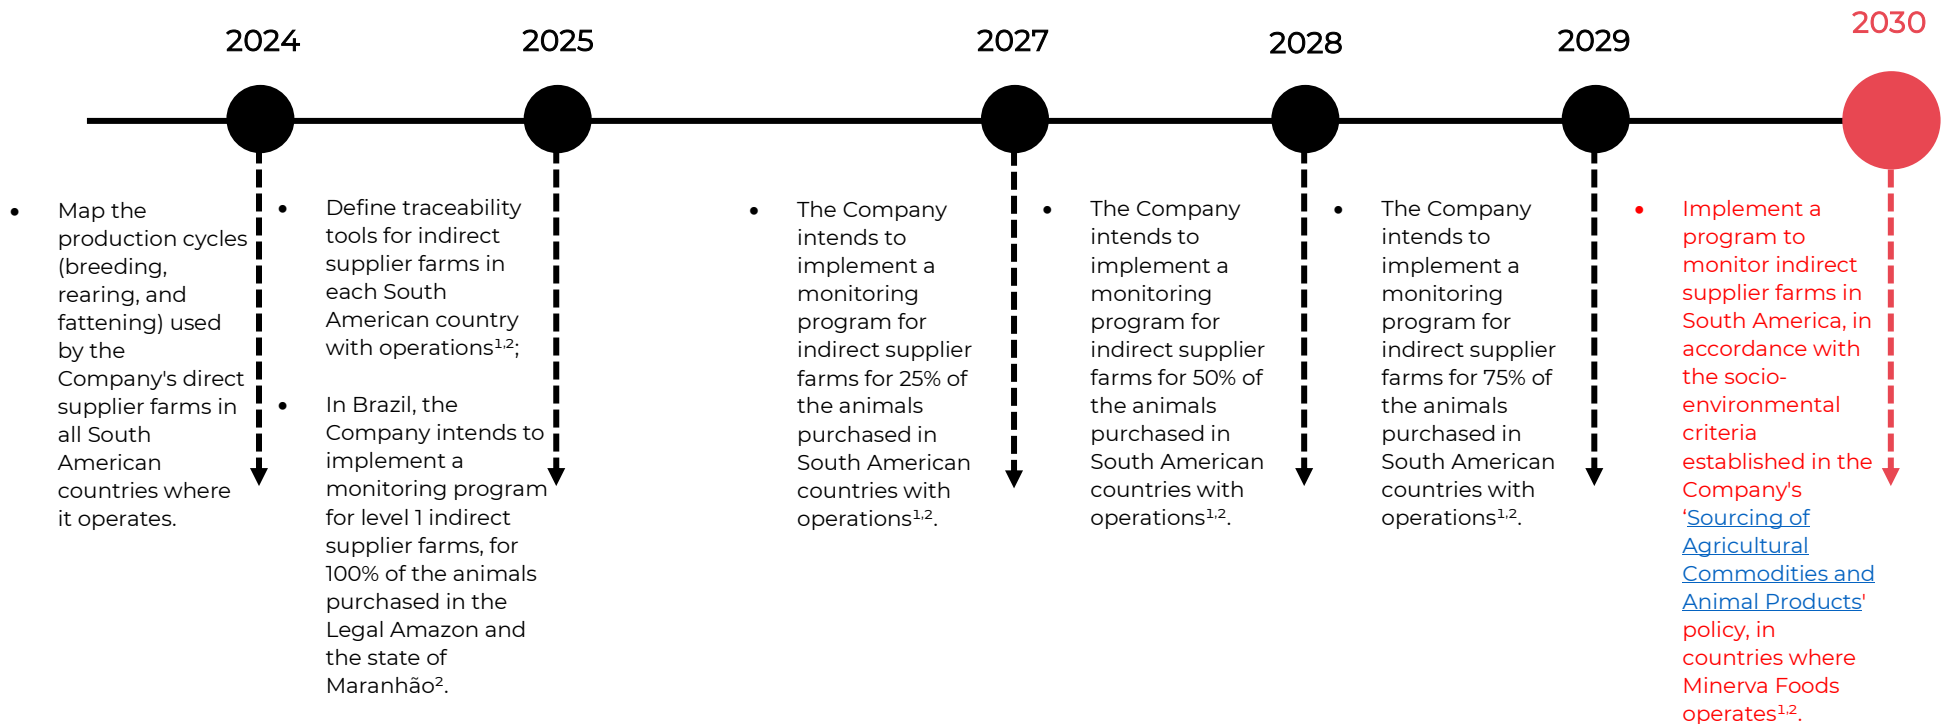 2024
2025
2027
2028
2029
2030
• Map the
production cycles
(breeding,
rearing, and
fattening) used
by the
Company's direct
supplier farms in
all South
American
countries where
it operates.
• Define traceability
tools for indirect
supplier farms in
each South
American country
with operations¹,²;
• In Brazil, the
Company intends to
implement a
monitoring program
for level 1 indirect
supplier farms, for
100% of the animals
purchased in the
Legal Amazon and
the state of
Maranhão².
• The Company
intends to
implement a
monitoring
program for
indirect supplier
farms for 25% of
the animals
purchased in
South American
countries with
operations¹,².
• The Company
intends to
implement a
monitoring
program for
indirect supplier
farms for 50% of
the animals
purchased in
South American
countries with
operations¹,².
• The Company
intends to
implement a
monitoring
program for
indirect supplier
farms for 75% of
the animals
purchased in
South American
countries with
operations¹,².
• Implement a
program to
monitor indirect
supplier farms in
South America, in
accordance with
the socio-
environmental
criteria
established in the
Company's
‘Sourcing of
Agricultural
Commodities and
Animal Products'
policy, in
countries where
Minerva Foods
operates¹,².